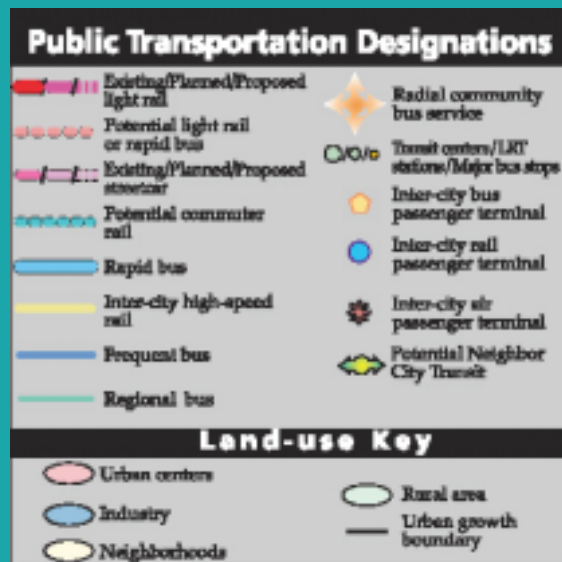 Public Transportation Designations
Existing/Planned/Proposed
light rail
Potential light rail
or rapid bus
Existing/Planned/Proposed
streetcar
Potential commuter
rail
Rapid bus
Inter-city high-speed
rail
Frequent bus
Regional bus
Radial community
bus service
Transit centers/LRT
stations/Major bus stops
Inter-city bus
passenger terminal
Inter-city rail
passenger terminal
Inter-city air
passenger terminal
Potential Neighbor
City Transit
Land-use Key
Urban centers
Industry
Neighborhoods
Rural area
Urban growth
boundary